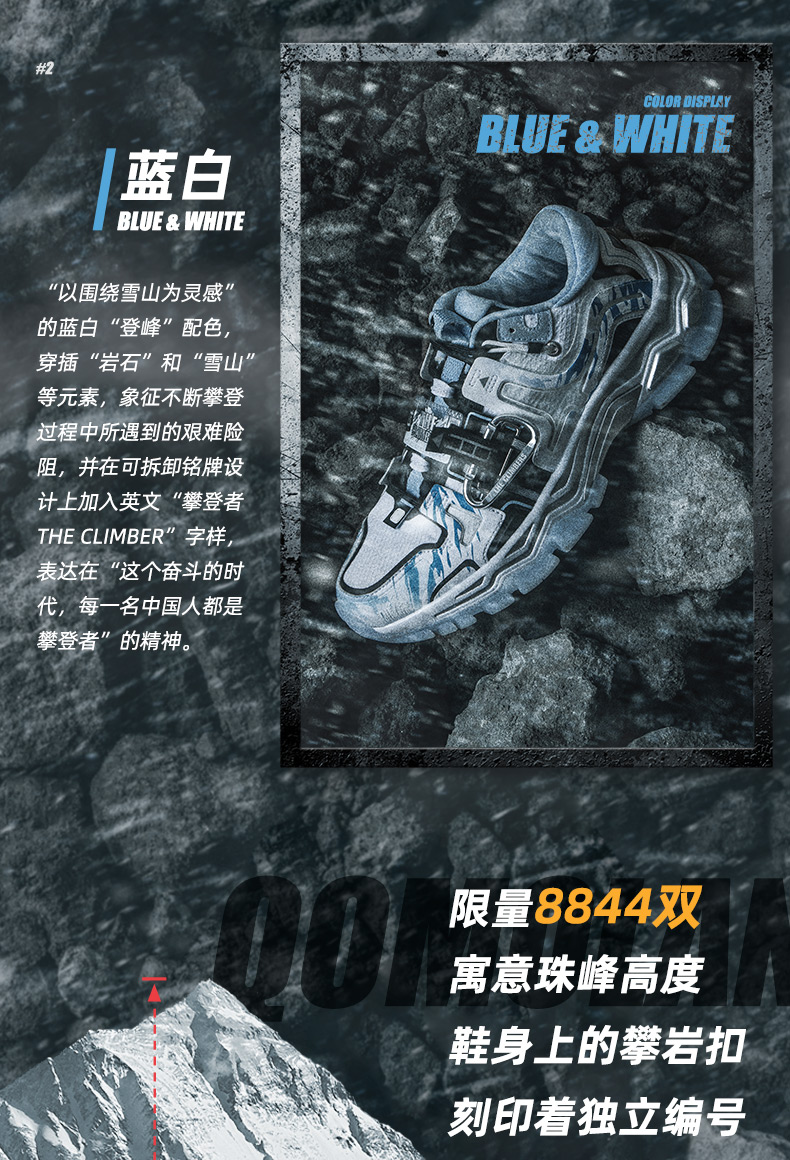 #2
COLOR DISPLAY
BLUE & WHITE
蓝白
BLUE & WHITE
“以围绕雪山为灵感”
的蓝白“登峰”配色，
穿插“岩石”和“雪山”
等元素，象征不断攀登
过程中所遇到的艰难险
阻，并在可拆卸铭牌设
计上加入英文“攀登者
THE CLIMBER”字样，
表达在“这个奋斗的时
代，每一名中国人都是
攀登者”的精神。
限量8844双
寓意珠峰高度
鞋身上的攀岩扣
刻印着独立编号